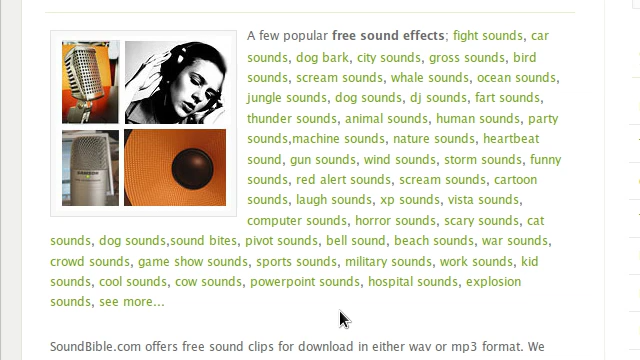 A few popular free sound effects; fight sounds, car
sounds, dog bark, city sounds, gross sounds, bird
sounds, scream sounds, whale sounds, ocean sounds,
jungle sounds, dog sounds, dj sounds, fart sounds,
thunder sounds, animal sounds, human sounds, party
sounds,machine sounds, nature sounds, heartbeat
sound, gun sounds, wind sounds, storm sounds, funny
sounds, red alert sounds, scream sounds, cartoon
sounds, laugh sounds, xp sounds, vista sounds,
computer sounds, horror sounds, scary sounds, cat
sounds, dog sounds,sound bites, pivot sounds, bell sound, beach sounds, war sounds,
crowd sounds, game show sounds, sports sounds, military sounds, work sounds, kid
sounds, cool sounds, cow sounds, powerpoint sounds, hospital sounds, explosion
sounds, see more...
SoundBible.com offers free sound clips for download in either wav or mp3 format. We